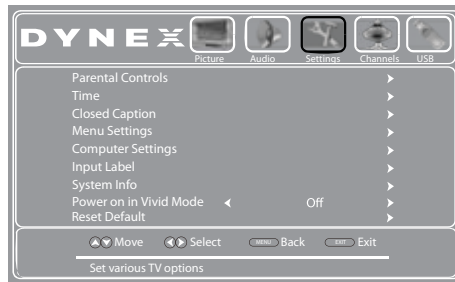 DYNEX
Picture Audio Settings Channels USB
Parental Controls
Time
Closed Caption
Menu Settings
Computer Settings
Input Label
System Info
Power on in Vivid Mode Off
Reset Default
Move Select MENU Back EXIT Exit
Set various TV options